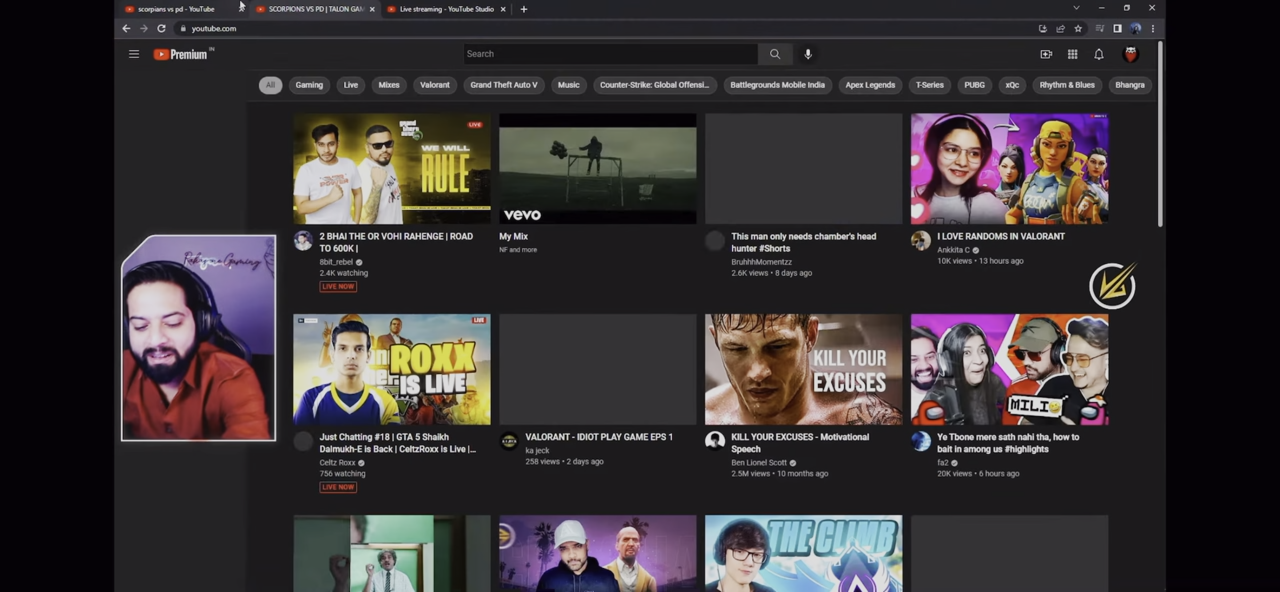 scorpians vs pd - YouTube
SCORPIONS VS PD | TALON GAM
Live streaming - YouTube Studio
youtube.com
Premium IN
Search
All
Gaming
Live
Mixes
Valorant
Grand Theft Auto V
Music
Counter-Strike: Global Offensi...
Battlegrounds Mobile India
Apex Legends
T-Series
PUBG
xQc
Rhythm & Blues
Bhangra
grand theft auto
LIVE
WE WILL
RULE
2 BHAI THE OR VOHI RAHENGE | ROAD
TO 600K |
8bit_rebel
2.4K watching
LIVE NOW
vevo
My Mix
NF and more
This man only needs chamber's head
hunter #Shorts
BruhhhMomentzz
2.6K views • 8 days ago
I LOVE RANDOMS IN VALORANT
Ankkita C
10K views • 13 hours ago
LIVE
ROXX
IS LIVE
Just Chatting #18 | GTA 5 Shaikh
Dalmukh-E is Back | CeltzRoxx is Live |...
Celtz Roxx
756 watching
LIVE NOW
VALORANT - IDIOT PLAY GAME EPS 1
ka jeck
258 views • 2 days ago
KILL YOUR
EXCUSES
KILL YOUR EXCUSES - Motivational
Speech
Ben Lionel Scott
2.5M views • 10 months ago
MILI
Ye Tbone mere sath nahi tha, how to
bait in among us #highlights
fa2
20K views • 6 hours ago
THE CLIMB